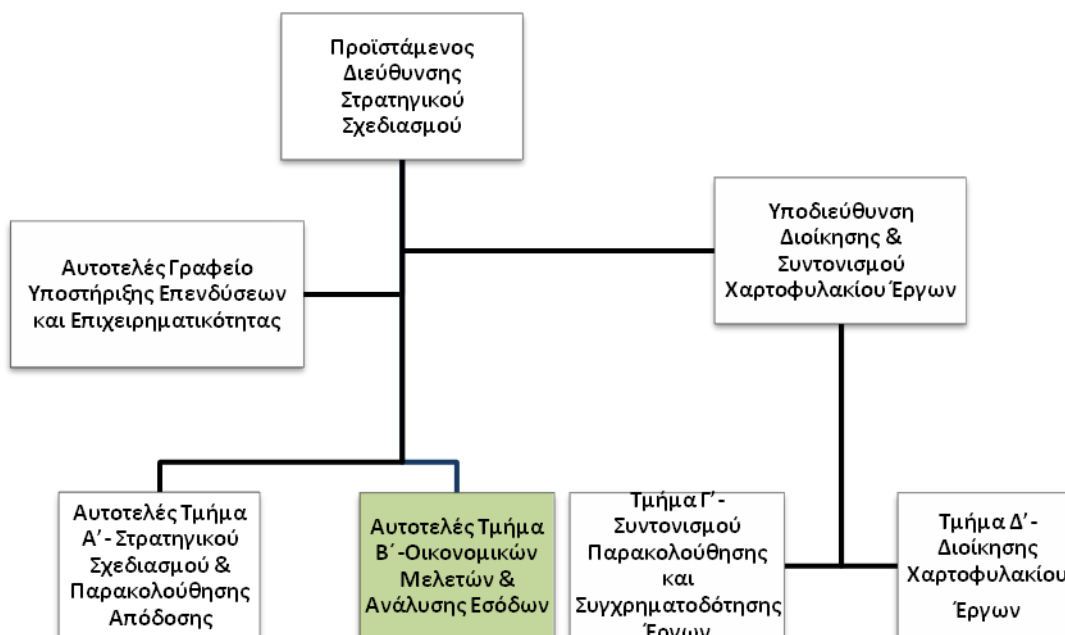 Προϊστάμενος
Διεύθυνσης
Στρατηγικού
Σχεδιασμού
Υποδιεύθυνση
Διοίκησης &
Συντονισμού
Χαρτοφυλακίου Έργων
Αυτοτελές Γραφείο
Υποστήριξης Επενδύσεων
και Επιχειρηματικότητας
Αυτοτελές Τμήμα
Α’- Στρατηγικού
Σχεδιασμού &
Παρακολούθησης
Απόδοσης
Αυτοτελές Τμήμα
Β΄-Οικονομικών
Μελετών &
Ανάλυσης Εσόδων
Τμήμα Γ’-
Συντονισμού
Παρακολούθησης
και
Συγχρηματοδότησης
Έργων
Τμήμα Δ’-
Διοίκησης
Χαρτοφυλακίου
Έργων